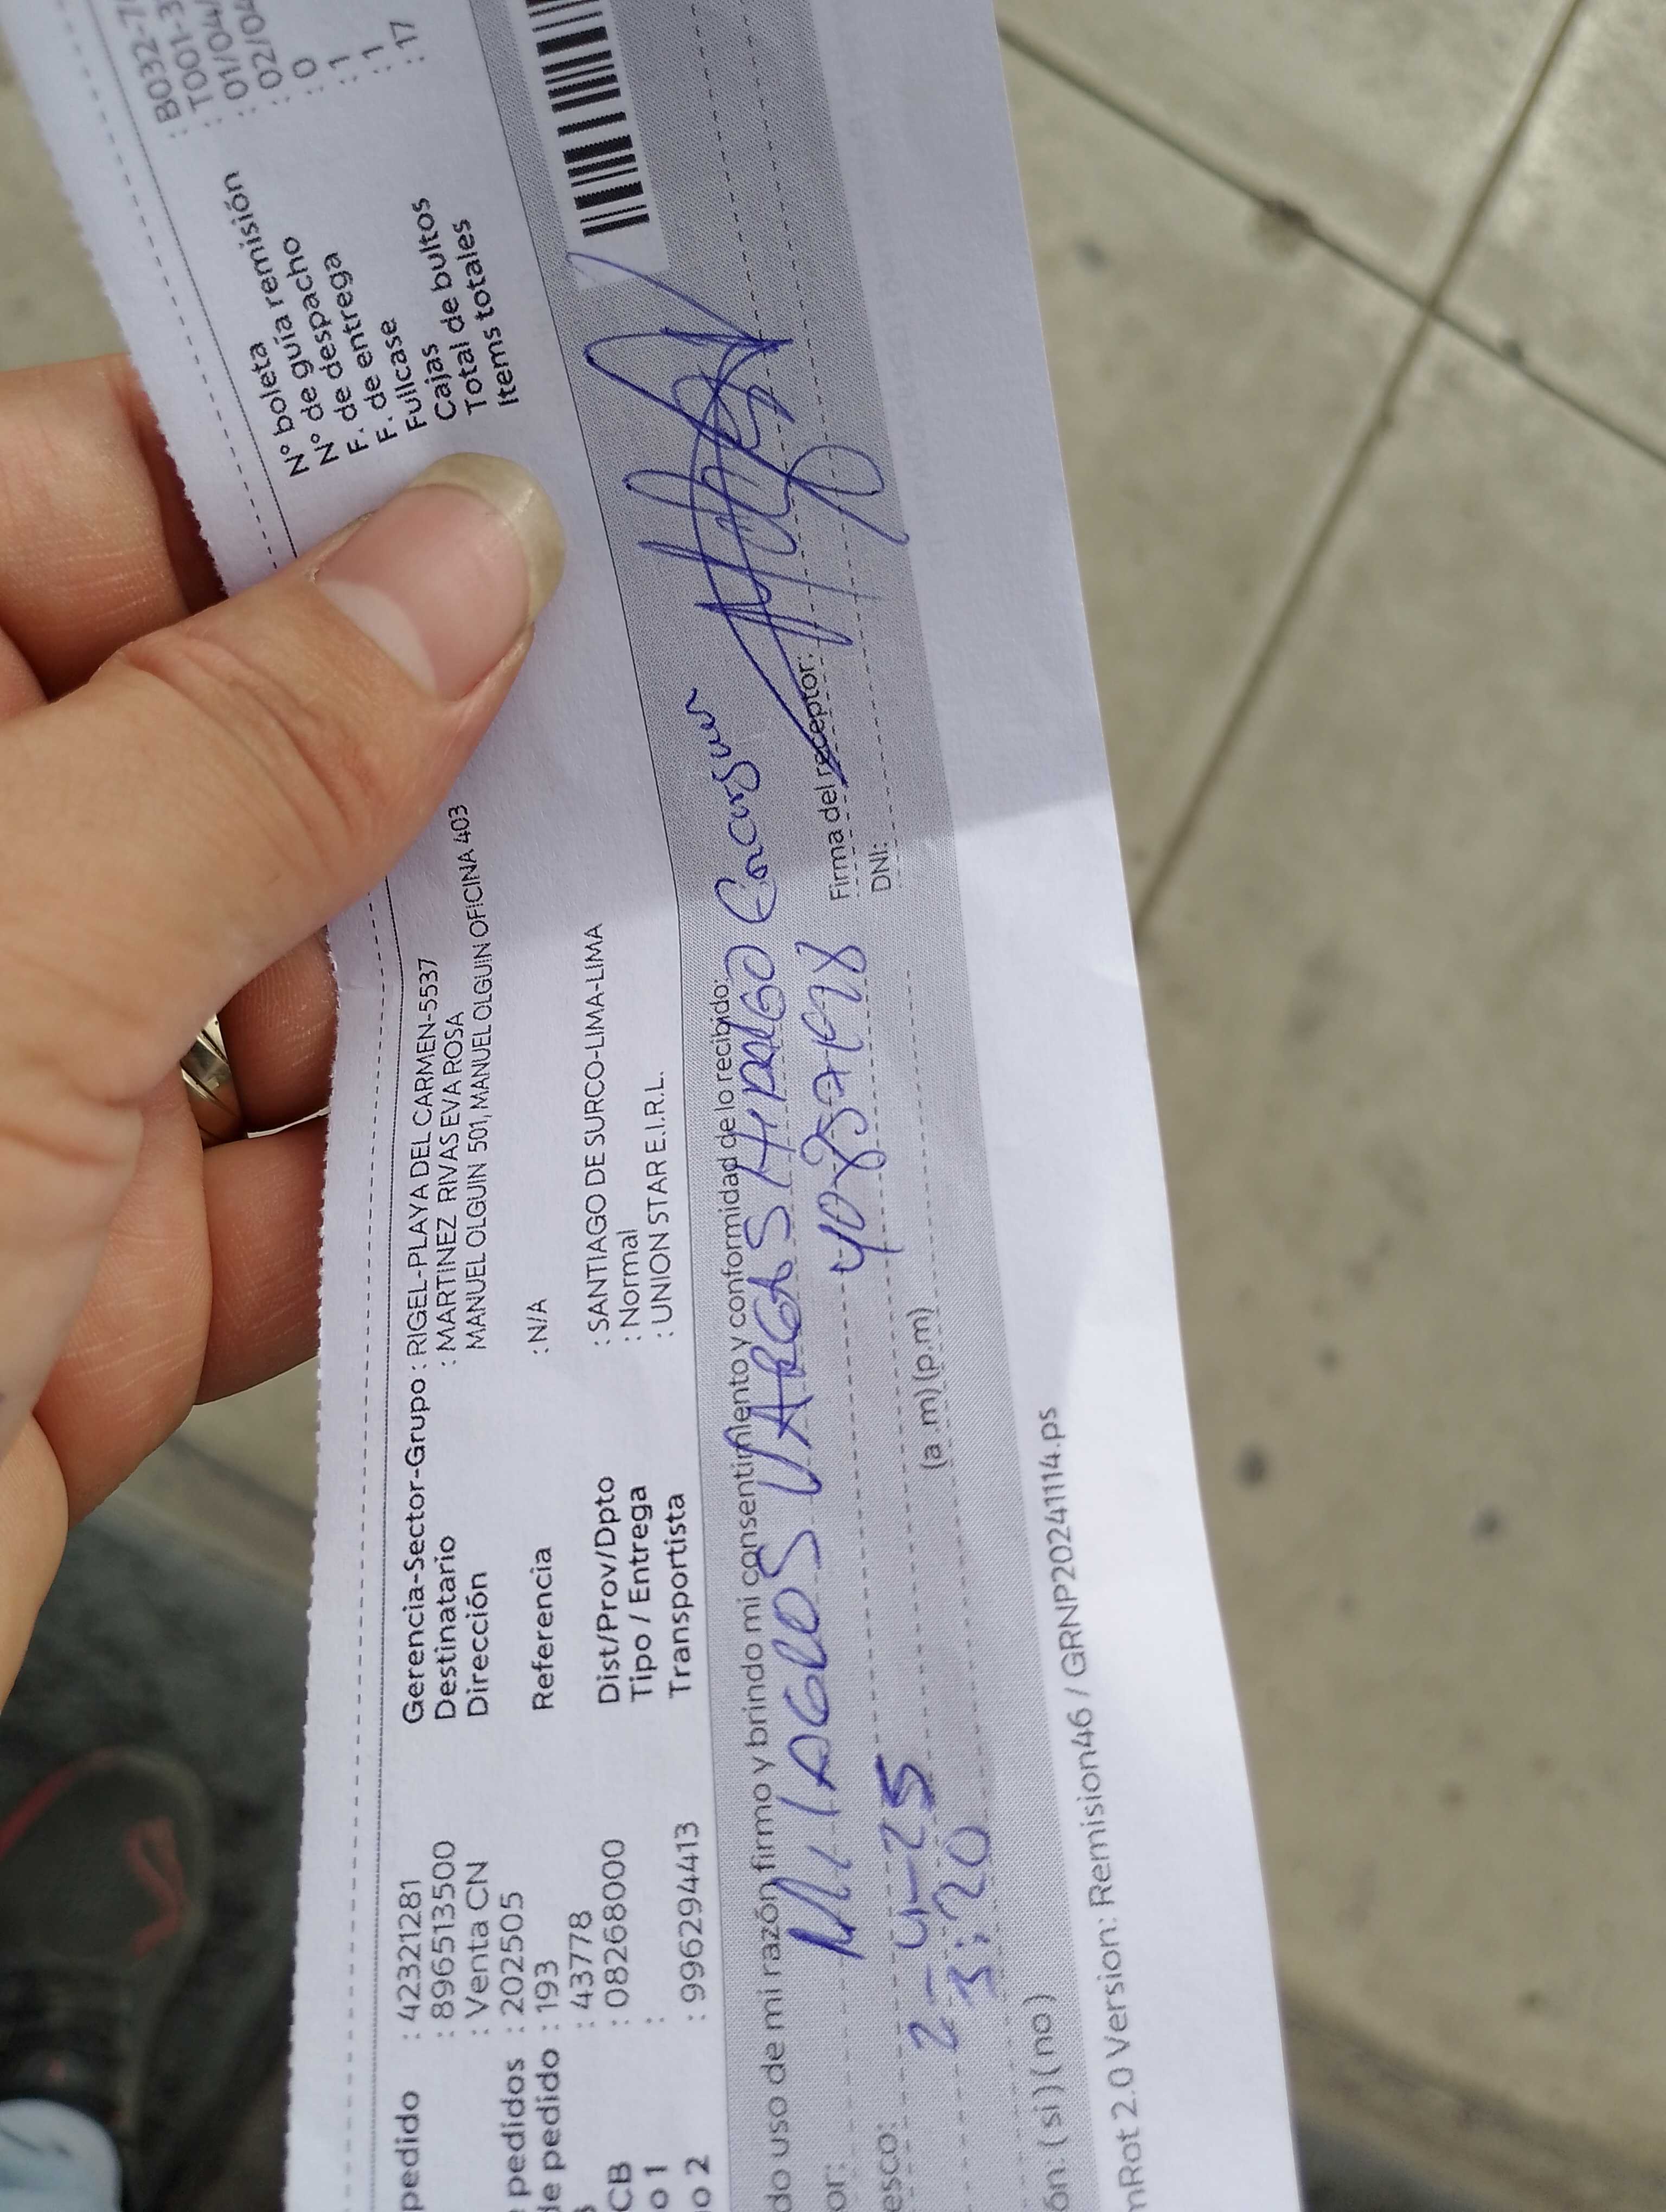 pedido : 42321281
: 896513500
: Venta CN
pedidos : 202505
de pedido : 193
: 43778
CB : 08268000
o 1 :
o 2 : 996294413
Gerencia-Sector-Grupo : RIGEL-PLAYA DEL CARMEN-5537
Destinatario : MARTINEZ RIVAS EVA ROSA
Dirección MANUEL OLGUIN 501, MANUEL OLGUIN OFICINA 403
Referencia : N/A
Dist/Prov/Dpto : SANTIAGO DE SURCO-LIMA-LIMA
Tipo / Entrega : Normal
Transportista : UNION STAR E.I.R.L.
N° boleta : B032-7
N° de guía remisión : T001-3
N° de despacho : 01/04/
F. de entrega : 02/04
F. de
Fullcase : 0
Cajas : 1
Total de bultos : 1
Items totales : 17
do uso de mi razón firmo y brindo mi consentimiento y conformidad de lo recibido:
or: MILAGROS VARGAS HIDALGO
Firma del receptor:
esco:
2-4-25
DNI:
3:20 (a.m) (p.m)
ón: (si) (no)
mRot 2.0 Version: Remision46 / GRNP20241114.ps